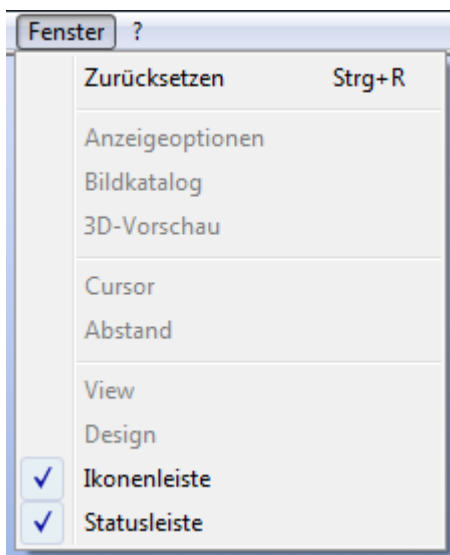 Fenster ?
Zurücksetzen Strg+R
Anzeigeoptionen
Bildkatalog
3D-Vorschau
Cursor
Abstand
View
Design
Ikonenleiste
Statusleiste